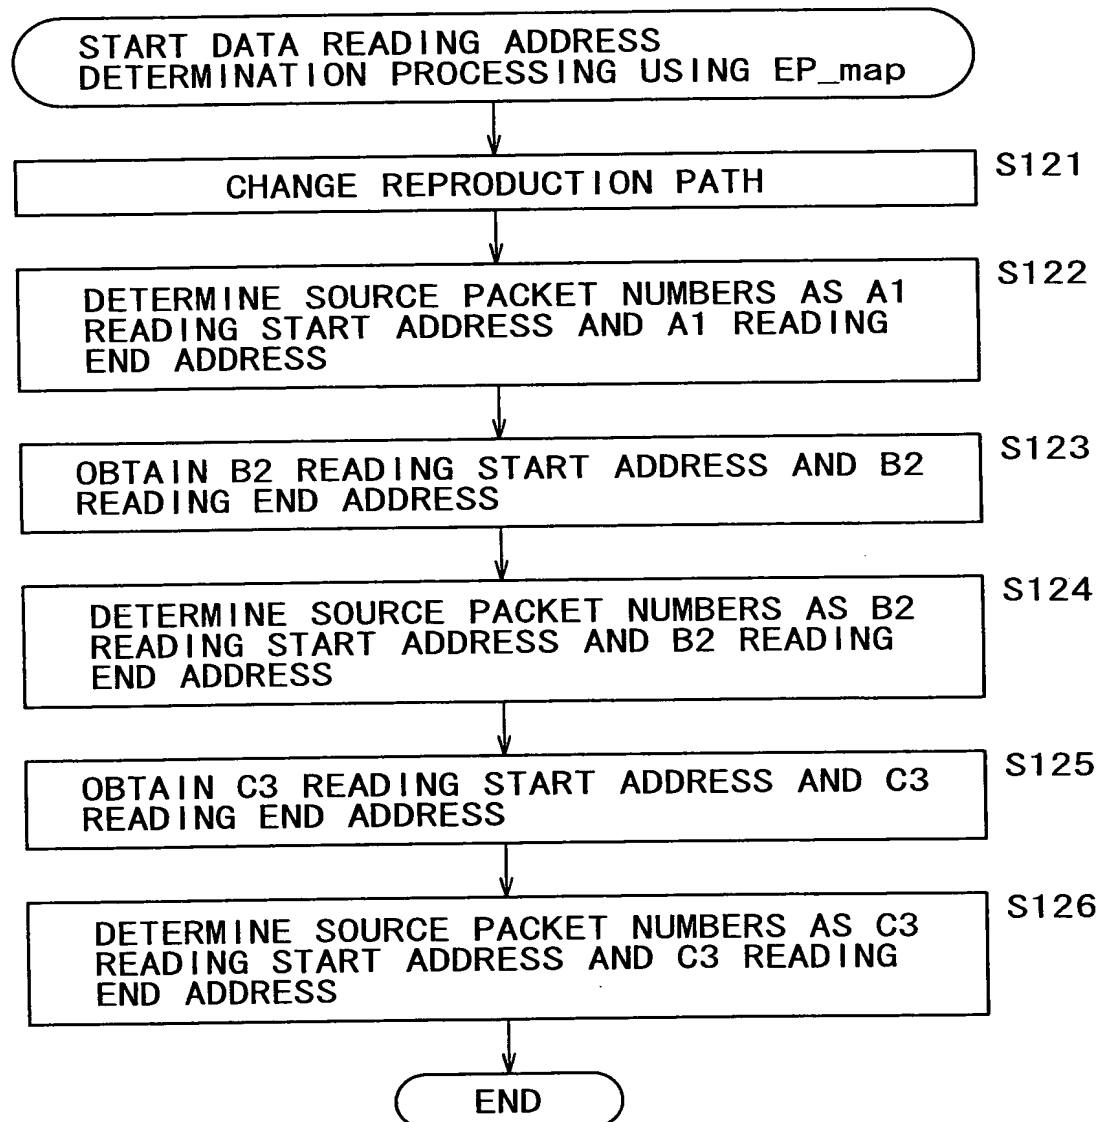 START DATA READING ADDRESS
DETERMINATION PROCESSING USING EP_map
CHANGE REPRODUCTION PATH
S121
DETERMINE SOURCE PACKET NUMBERS AS A1
READING START ADDRESS AND A1 READING
END ADDRESS
S122
OBTAIN B2 READING START ADDRESS AND B2
READING END ADDRESS
S123
DETERMINE SOURCE PACKET NUMBERS AS B2
READING START ADDRESS AND B2 READING
END ADDRESS
S124
OBTAIN C3 READING START ADDRESS AND C3
READING END ADDRESS
S125
DETERMINE SOURCE PACKET NUMBERS AS C3
READING START ADDRESS AND C3 READING
END ADDRESS
S126
END